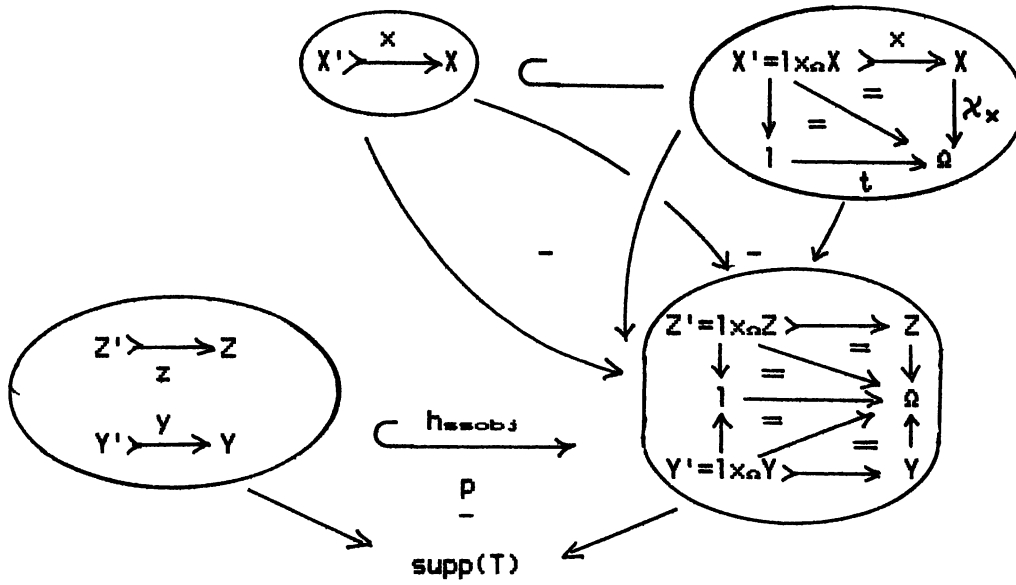 x
X' X
x
X'=1×ΩX X
=
=
χx
1 Ω
t
- -
Z'=1×ΩZ Z
=
=
1 Ω
=
=
Y'=1×ΩY Y
Z' Z
z
y
Y' Y
hssobj
p
-
supp(T)